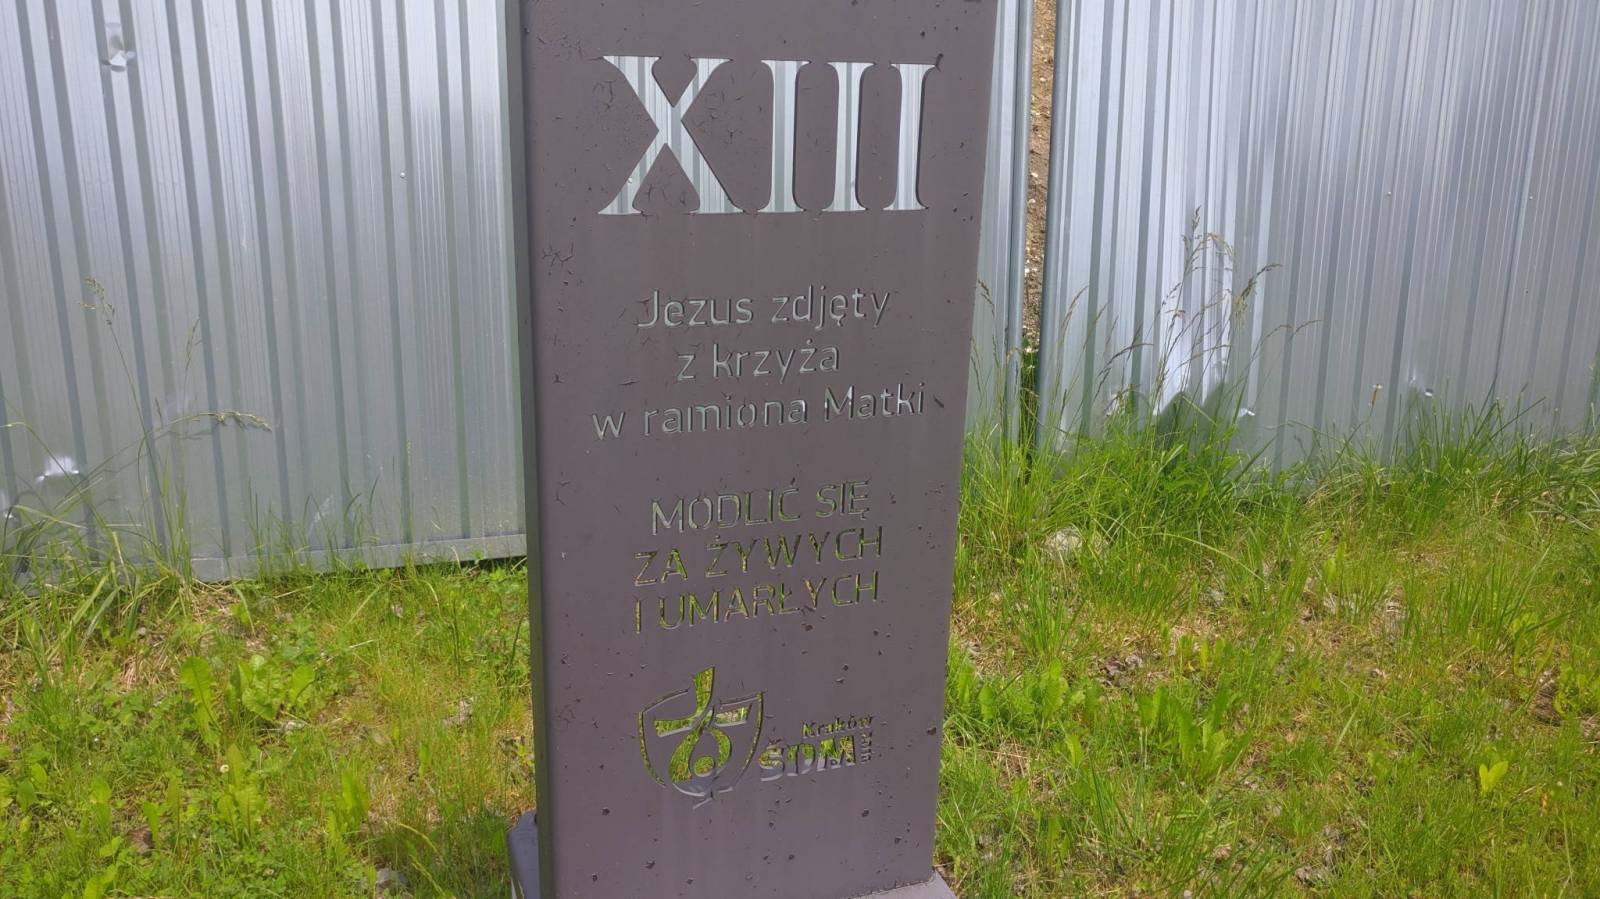 XIII
Jezus zdjęty
z krzyża
w ramiona Matki
MODLIĆ SIĘ
ZA ŻYWYCH
I UMARŁYCH
Kraków
ŚDM